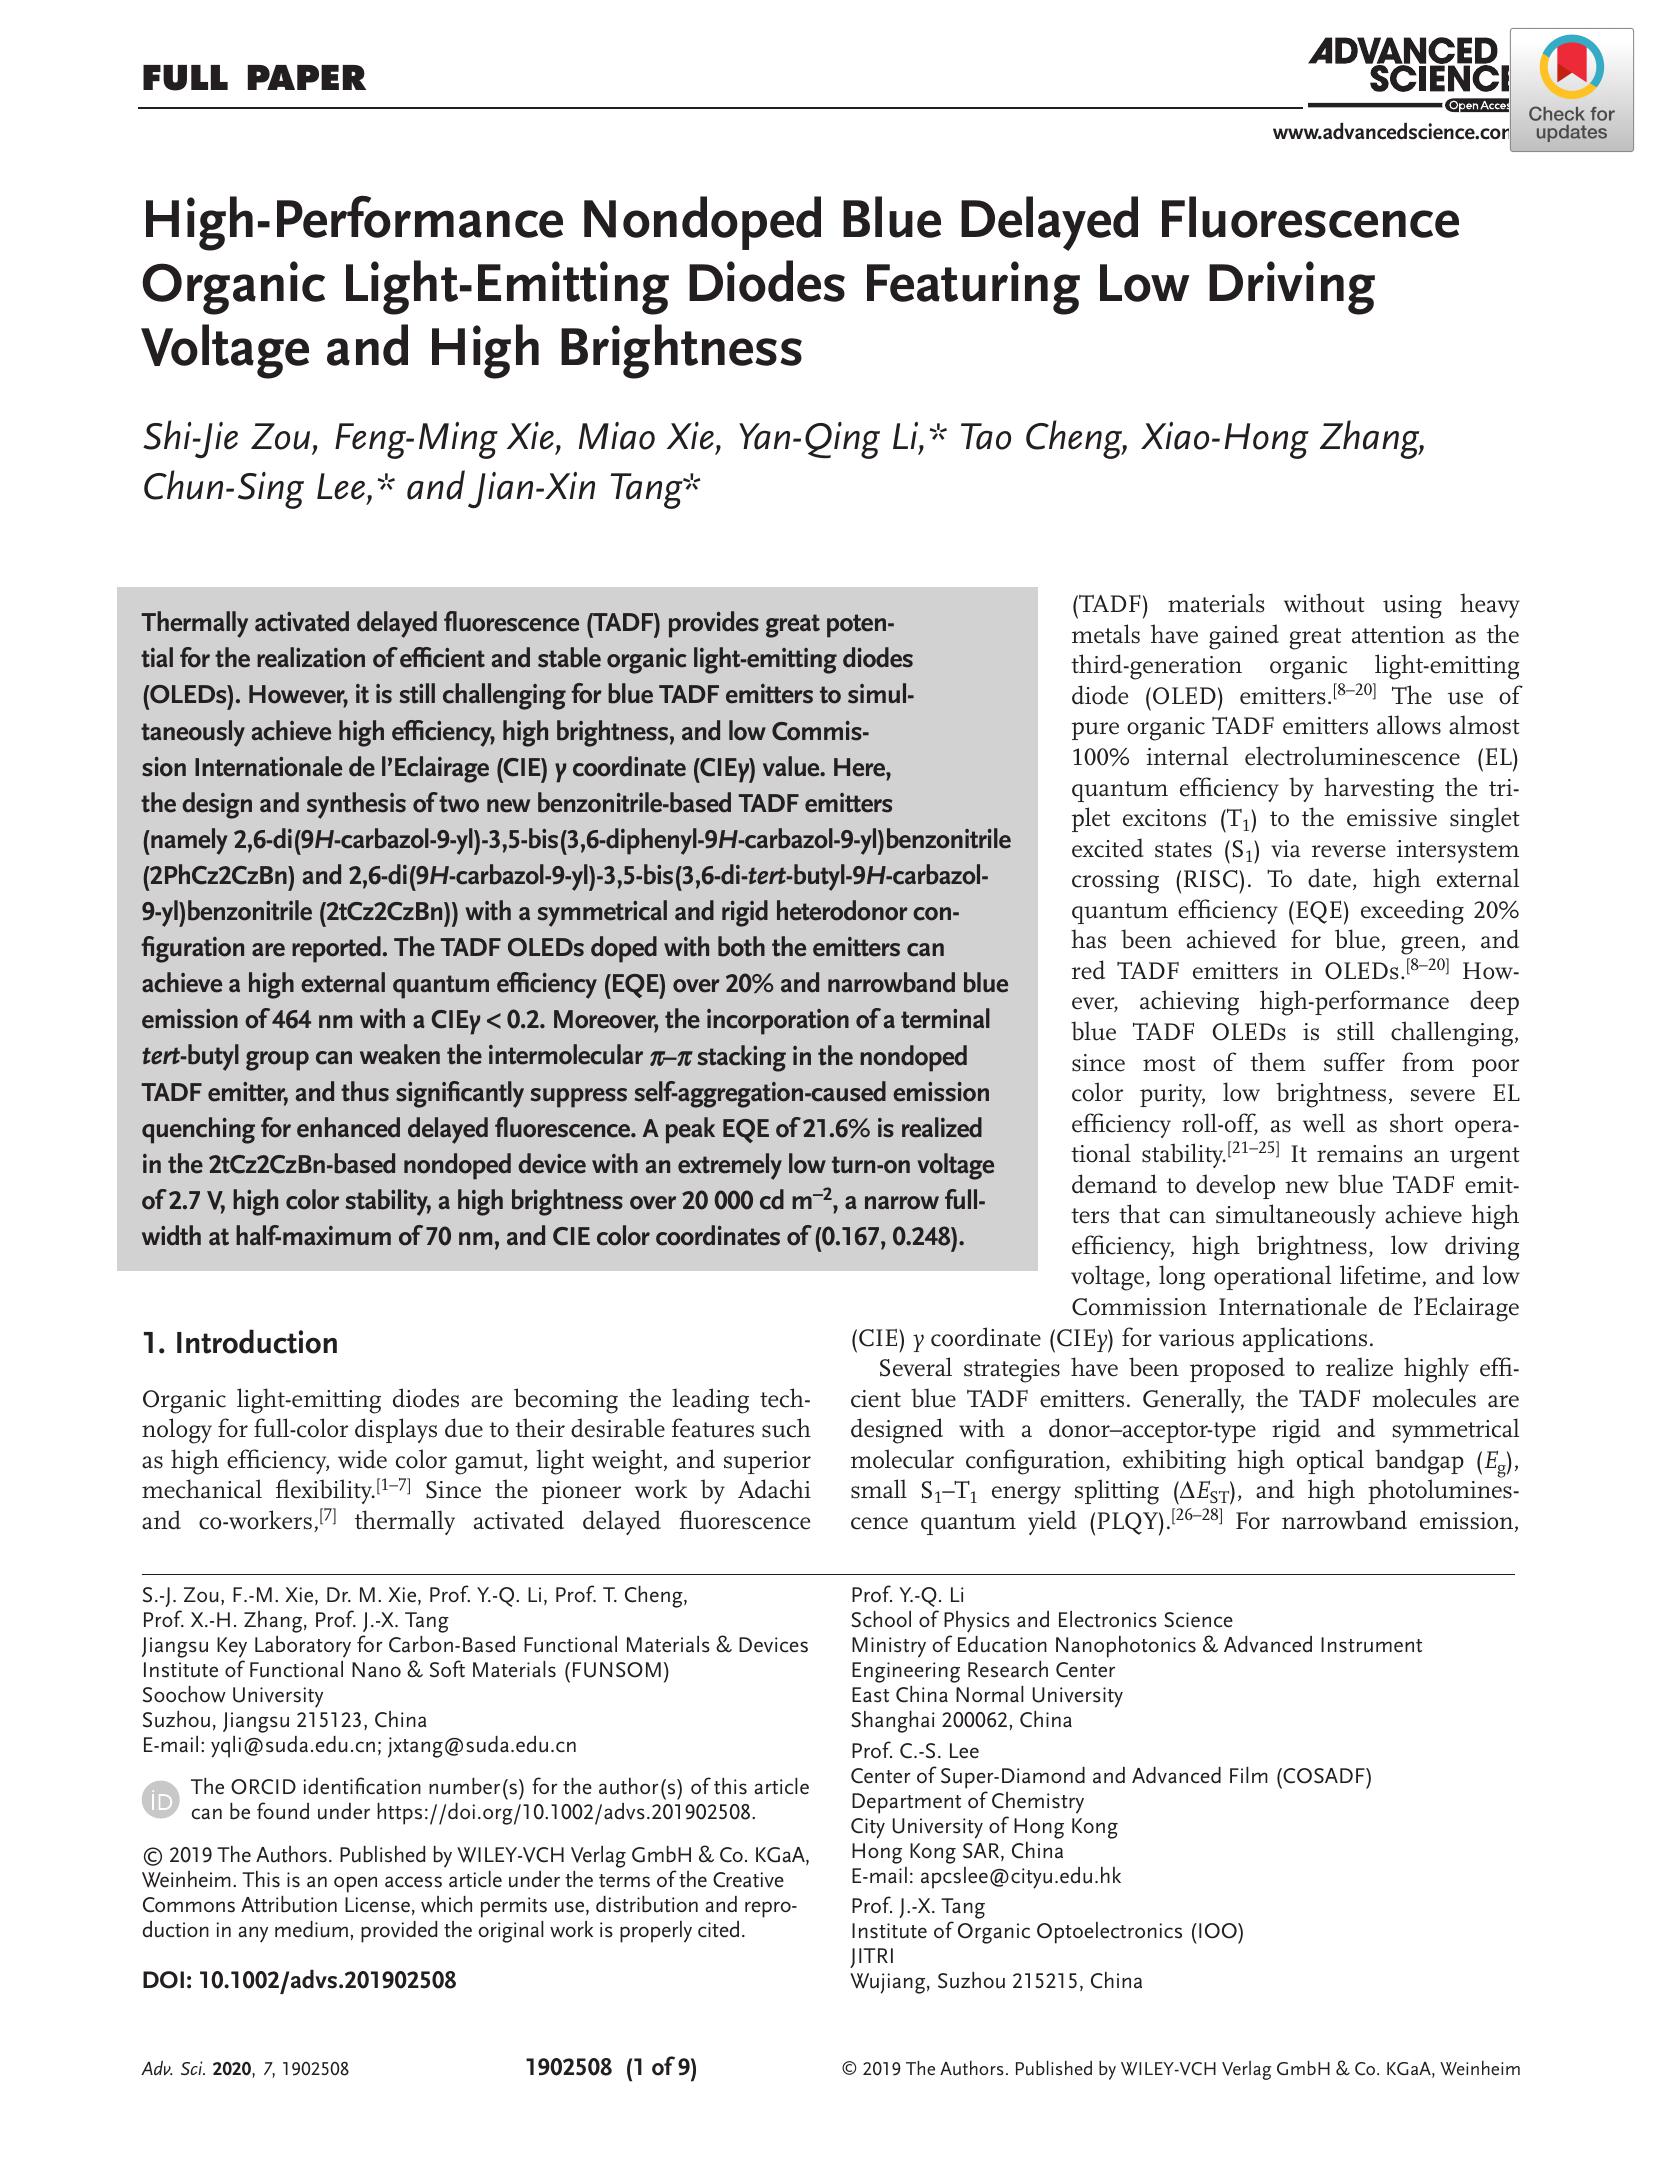 FULL PAPER
ADVANCED
SCIENCE
Open Acces
www.advancedscience.com
Check for
updates
High-Performance Nondoped Blue Delayed Fluorescence
Organic Light-Emitting Diodes Featuring Low Driving
Voltage and High Brightness
Shi-Jie Zou, Feng-Ming Xie, Miao Xie, Yan-Qing Li,* Tao Cheng, Xiao-Hong Zhang,
Chun-Sing Lee,* and Jian-Xin Tang*
Thermally activated delayed fluorescence (TADF) provides great poten-
tial for the realization of efficient and stable organic light-emitting diodes
(OLEDs). However, it is still challenging for blue TADF emitters to simul-
taneously achieve high efficiency, high brightness, and low Commis-
sion Internationale de l’Eclairage (CIE) y coordinate (CIEy) value. Here,
the design and synthesis of two new benzonitrile-based TADF emitters
(namely 2,6-di(9H-carbazol-9-yl)-3,5-bis(3,6-diphenyl-9H-carbazol-9-yl)benzonitrile
(2PhCz2CzBn) and 2,6-di(9H-carbazol-9-yl)-3,5-bis(3,6-di-tert-butyl-9H-carbazol-
9-yl)benzonitrile (2tCz2CzBn)) with a symmetrical and rigid heterodonor con-
figuration are reported. The TADF OLEDs doped with both the emitters can
achieve a high external quantum efficiency (EQE) over 20% and narrowband blue
emission of 464 nm with a CIEy < 0.2. Moreover, the incorporation of a terminal
tert-butyl group can weaken the intermolecular π–π stacking in the nondoped
TADF emitter, and thus significantly suppress self-aggregation-caused emission
quenching for enhanced delayed fluorescence. A peak EQE of 21.6% is realized
in the 2tCz2CzBn-based nondoped device with an extremely low turn-on voltage
of 2.7 V, high color stability, a high brightness over 20 000 cd m⁻², a narrow full-
width at half-maximum of 70 nm, and CIE color coordinates of (0.167, 0.248).
1. Introduction
Organic light-emitting diodes are becoming the leading tech-
nology for full-color displays due to their desirable features such
as high efficiency, wide color gamut, light weight, and superior
mechanical flexibility.[1–7] Since the pioneer work by Adachi
and co-workers,[7] thermally activated delayed fluorescence
(TADF) materials without using heavy
metals have gained great attention as the
third-generation organic light-emitting
diode (OLED) emitters.[8–20] The use of
pure organic TADF emitters allows almost
100% internal electroluminescence (EL)
quantum efficiency by harvesting the tri-
plet excitons (T₁) to the emissive singlet
excited states (S₁) via reverse intersystem
crossing (RISC). To date, high external
quantum efficiency (EQE) exceeding 20%
has been achieved for blue, green, and
red TADF emitters in OLEDs.[8–20] How-
ever, achieving high-performance deep
blue TADF OLEDs is still challenging,
since most of them suffer from poor
color purity, low brightness, severe EL
efficiency roll-off, as well as short opera-
tional stability.[21–25] It remains an urgent
demand to develop new blue TADF emit-
ters that can simultaneously achieve high
efficiency, high brightness, low driving
voltage, long operational lifetime, and low
Commission Internationale de l’Eclairage
(CIE) y coordinate (CIEy) for various applications.
Several strategies have been proposed to realize highly effi-
cient blue TADF emitters. Generally, the TADF molecules are
designed with a donor–acceptor-type rigid and symmetrical
molecular configuration, exhibiting high optical bandgap (Eg),
small S₁–T₁ energy splitting (ΔEST), and high photolumines-
cence quantum yield (PLQY).[26–28] For narrowband emission,
S.-J. Zou, F.-M. Xie, Dr. M. Xie, Prof. Y.-Q. Li, Prof. T. Cheng,
Prof. X.-H. Zhang, Prof. J.-X. Tang
Jiangsu Key Laboratory for Carbon-Based Functional Materials & Devices
Institute of Functional Nano & Soft Materials (FUNSOM)
Soochow University
Suzhou, Jiangsu 215123, China
E-mail: yqli@suda.edu.cn; jxtang@suda.edu.cn
iD
The ORCID identification number(s) for the author(s) of this article
can be found under https://doi.org/10.1002/advs.201902508.
© 2019 The Authors. Published by WILEY-VCH Verlag GmbH & Co. KGaA,
Weinheim. This is an open access article under the terms of the Creative
Commons Attribution License, which permits use, distribution and repro-
duction in any medium, provided the original work is properly cited.
DOI: 10.1002/advs.201902508
Prof. Y.-Q. Li
School of Physics and Electronics Science
Ministry of Education Nanophotonics & Advanced Instrument
Engineering Research Center
East China Normal University
Shanghai 200062, China
Prof. C.-S. Lee
Center of Super-Diamond and Advanced Film (COSADF)
Department of Chemistry
City University of Hong Kong
Hong Kong SAR, China
E-mail: apcslee@cityu.edu.hk
Prof. J.-X. Tang
Institute of Organic Optoelectronics (IOO)
JITRI
Wujiang, Suzhou 215215, China
Adv. Sci. 2020, 7, 1902508
1902508 (1 of 9)
© 2019 The Authors. Published by WILEY-VCH Verlag GmbH & Co. KGaA, Weinheim